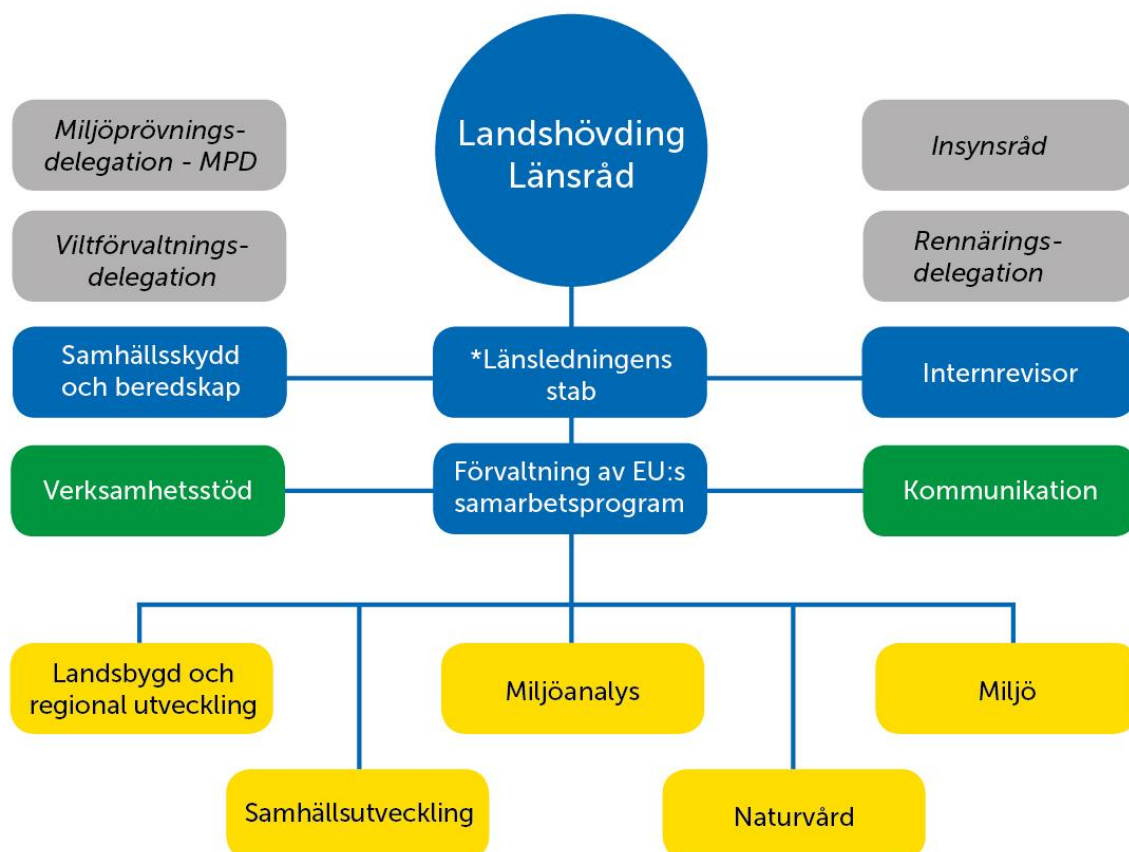 Landshövding
Länsråd
Miljöprövnings-
delegation - MPD
Insynsråd
Viltförvaltnings-
delegation
Rennärings-
delegation
Samhällsskydd
och beredskap
*Länsledningens
stab
Internrevisor
Verksamhetsstöd
Förvaltning av EU:s
samarbetsprogram
Kommunikation
Landsbygd och
regional utveckling
Miljöanalys
Miljö
Samhällsutveckling
Naturvård